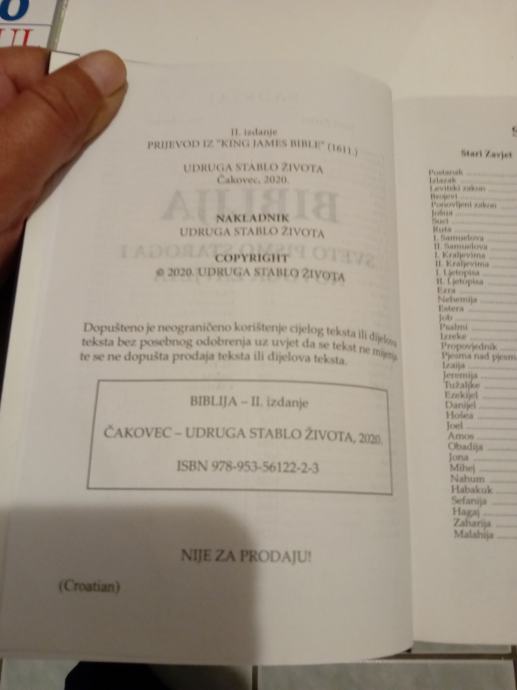 II. izdanje
PRIJEVOD IZ "KING JAMES BIBLE" (1611.)
UDRUGA STABLO ŽIVOTA
Čakovec, 2020.
NAKLADNIK
UDRUGA STABLO ŽIVOTA
COPYRIGHT
© 2020. UDRUGA STABLO ŽIVOTA
Dopušteno je neograničeno korištenje cijelog teksta ili dijelova
teksta bez posebnog odobrenja uz uvjet da se tekst ne mijenja
te se ne dopušta prodaja teksta ili dijelova teksta.
BIBLIJA – II. izdanje
ČAKOVEC – UDRUGA STABLO ŽIVOTA, 2020.
ISBN 978-953-56122-2-3
NIJE ZA PRODAJU!
(Croatian)
Stari Zavjet
Postanak
Izlazak
Levitski zakon
Brojevi
Ponovljeni zakon
Jošua
Suci
Ruta
I. Samuelova
II. Samuelova
I. Kraljevima
II. Kraljevima
I. Ljetopisa
II. Ljetopisa
Ezra
Nehemija
Estera
Job
Psalmi
Izreke
Propovjednik
Pjesma nad pjesm
Izaija
Jeremija
Tužaljke
Ezekijel
Danijel
Hošea
Joel
Amos
Obadija
Jona
Mihej
Nahum
Habakuk
Sefanija
Hagaj
Zaharija
Malahija